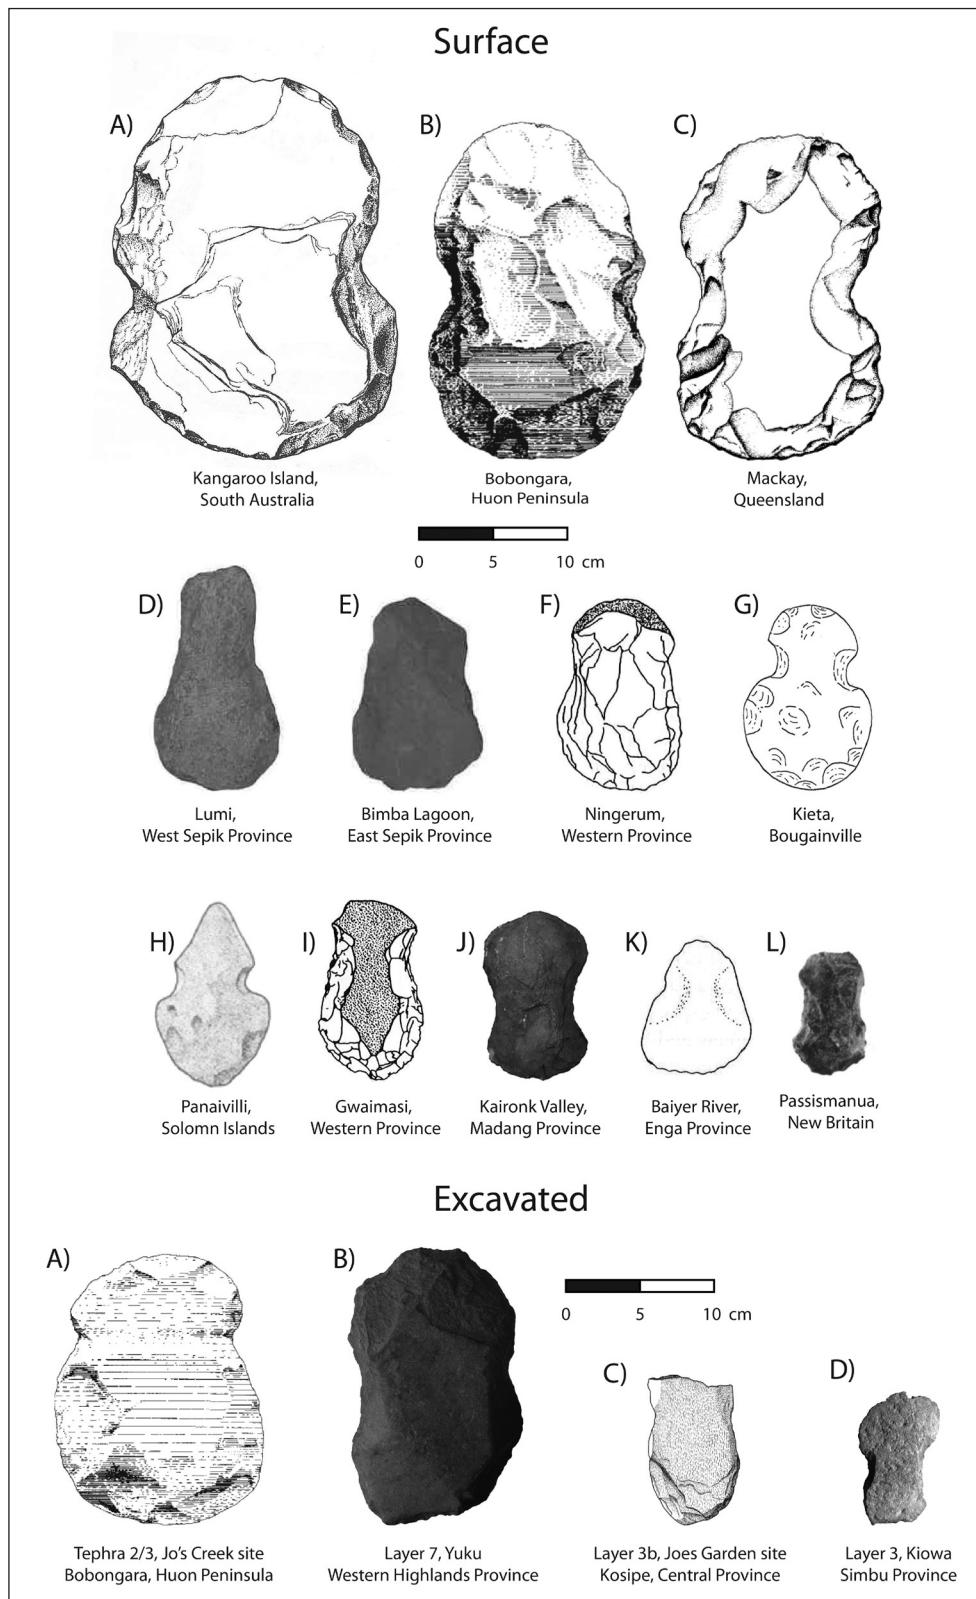 Surface
A)
B)
C)
Kangaroo Island,
South Australia
Bobongara,
Huon Peninsula
Mackay,
Queensland
0 5 10 cm
D)
E)
F)
G)
Lumi,
West Sepik Province
Bimba Lagoon,
East Sepik Province
Ningerum,
Western Province
Kieta,
Bougainville
H)
I)
J)
K)
L)
Panaivilli,
Solomn Islands
Gwaimasi,
Western Province
Kaironk Valley,
Madang Province
Baiyer River,
Enga Province
Passismanua,
New Britain
Excavated
A)
B)
0 5 10 cm
C)
D)
Tephra 2/3, Jo's Creek site
Bobongara, Huon Peninsula
Layer 7, Yuku
Western Highlands Province
Layer 3b, Joes Garden site
Kosipe, Central Province
Layer 3, Kiowa
Simbu Province